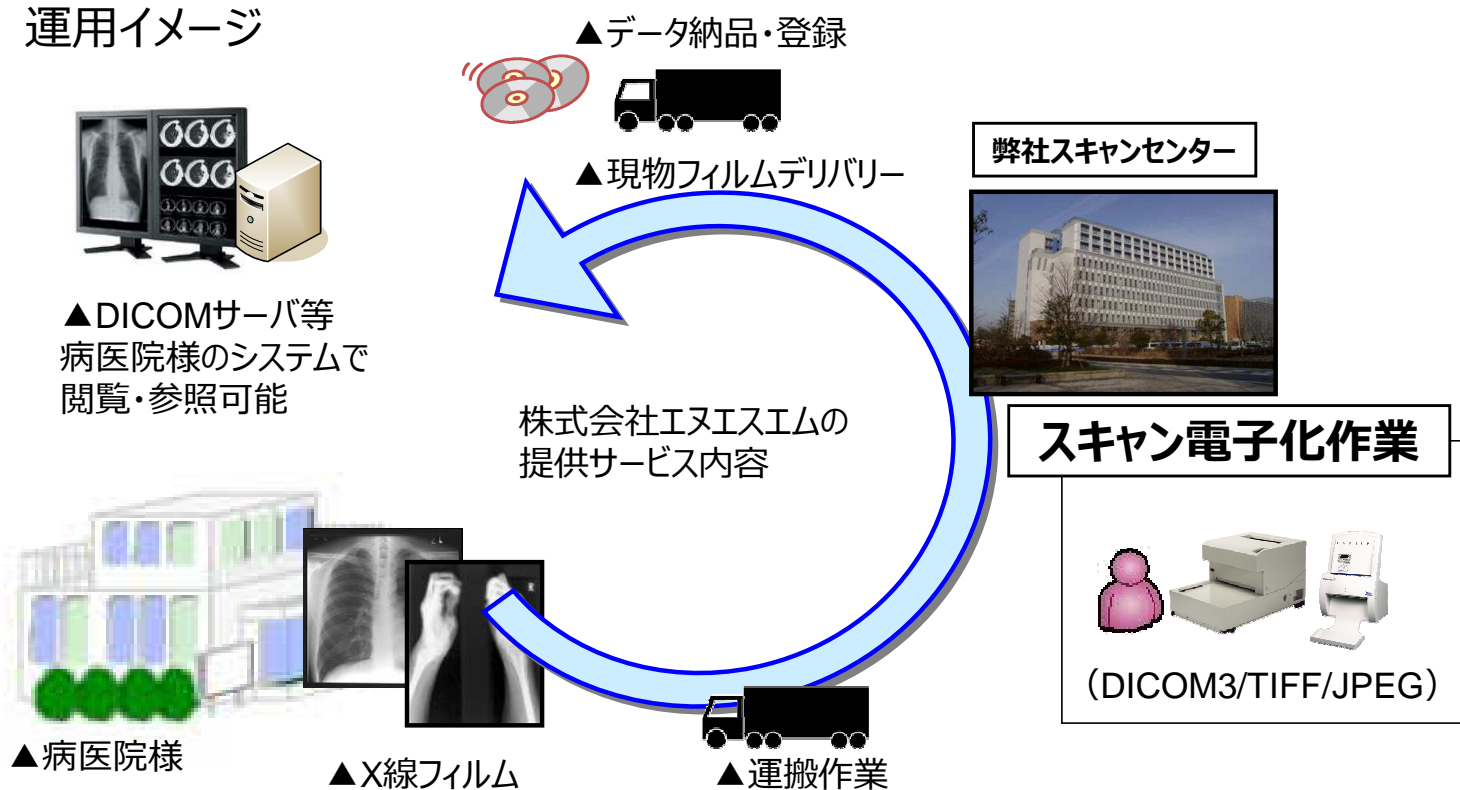 運用イメージ
▲データ納品・登録
▲現物フィルムデリバリー
弊社スキャンセンター
▲DICOMサーバ等
病医院様のシステムで
閲覧・参照可能
株式会社エヌエスエムの
提供サービス内容
スキャン電子化作業
（DICOM3/TIFF/JPEG）
▲病医院様
▲X線フィルム
▲運搬作業